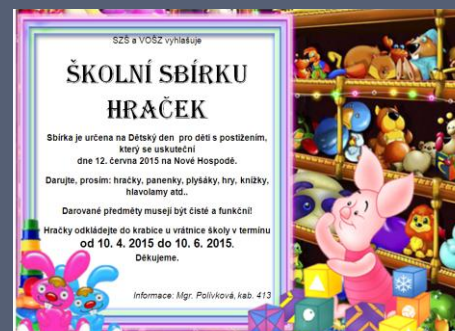 SZŠ a VOŠZ vyhlašuje
ŠKOLNÍ SBÍRKU
HRAČEK
Sbírka je určena na Dětský den pro děti s postižením,
který se uskuteční
dne 12. června 2015 na Nové Hospodě.
Darujte, prosím: hračky, panenky, plyšáky, hry, knížky,
hlavolamy atd..
Darované předměty musejí být čisté a funkční!
Hračky odkládejte do krabice u vrátnice školy v termínu
od 10. 4. 2015 do 10. 6. 2015.
Děkujeme.
Informace: Mgr. Polívková, kab. 413